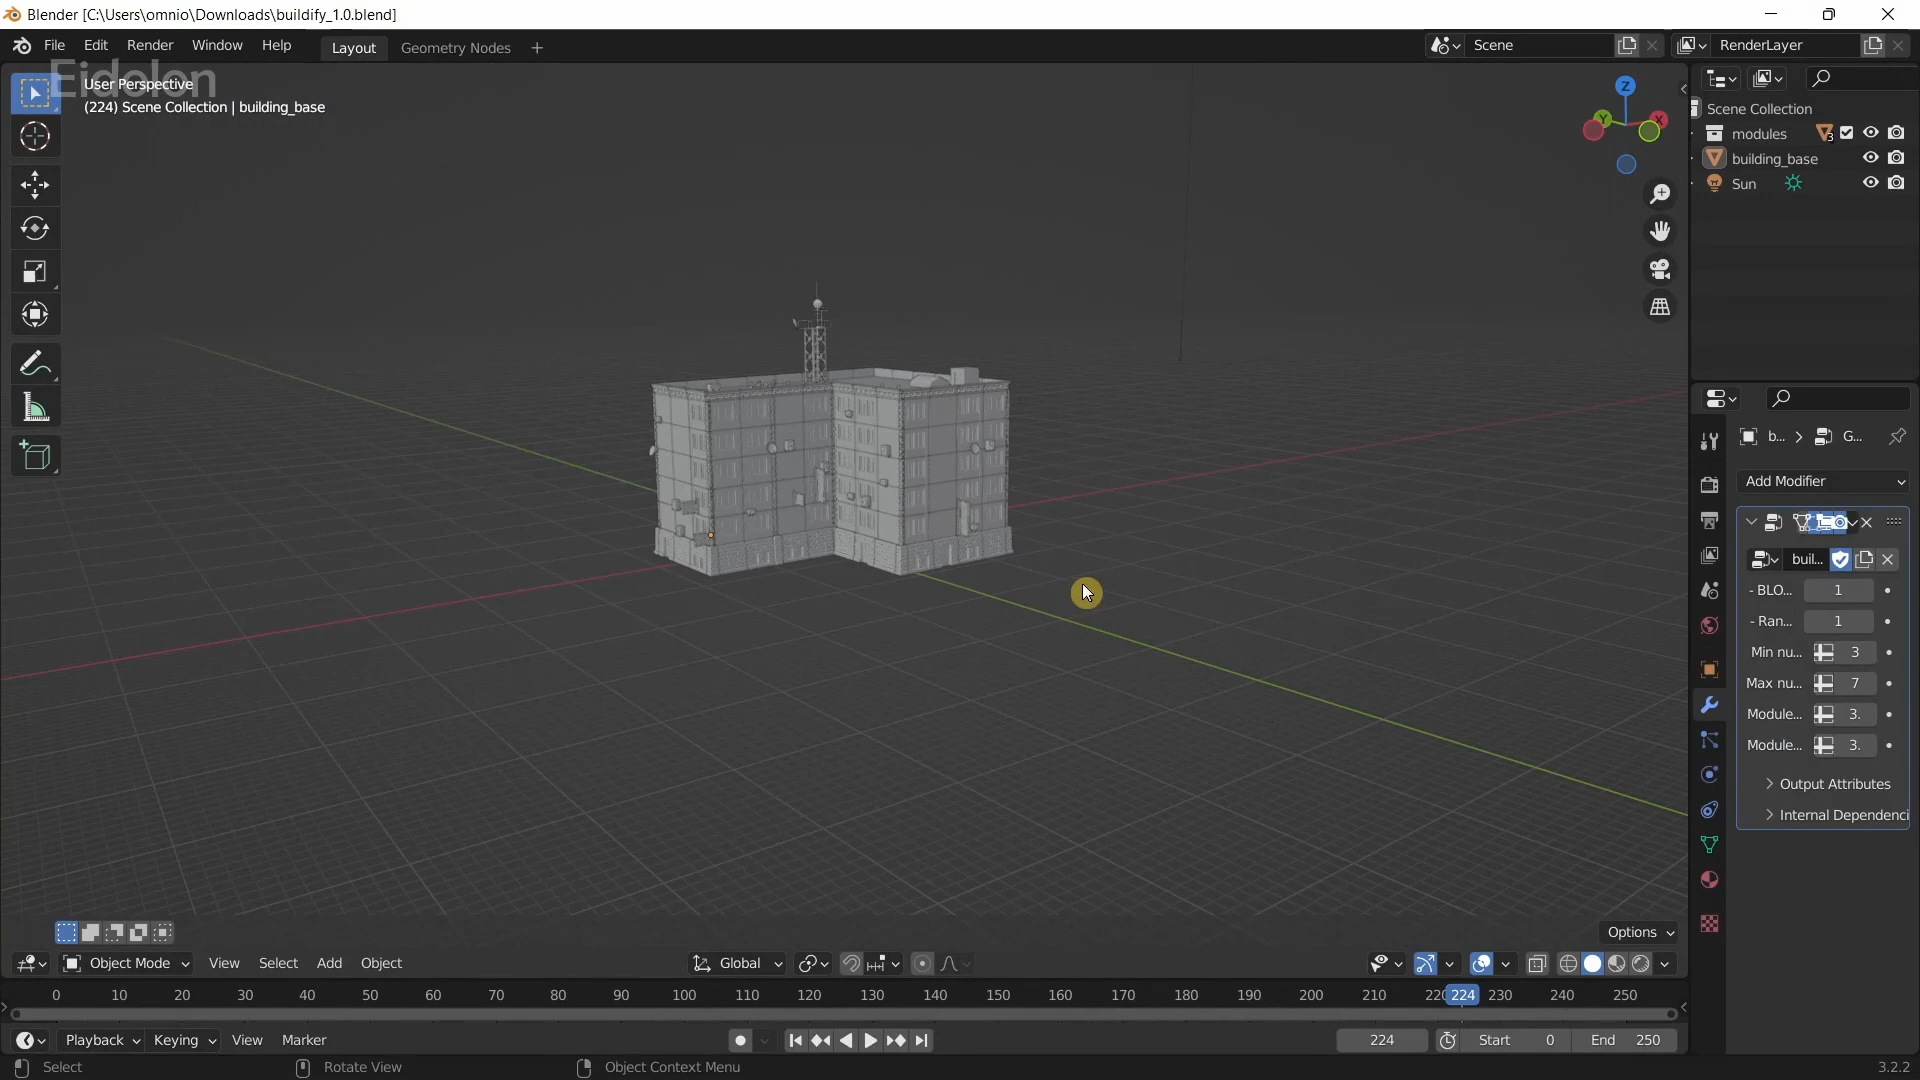 Blender [C:\Users\omnio\Downloads\buildify_1.0.blend]
File Edit Render Window Help Layout Geometry Nodes + Scene RenderLayer
Eidolon
User Perspective
(224) Scene Collection | building_base
Z
Y X
Scene Collection
modules 3
building_base
Sun
b... > G...
Add Modifier
buil...
- BLO... 1
- Ran... 1
Min nu... 3
Max nu... 7
Module... 3.
Module... 3.
> Output Attributes
> Internal Dependenci
Options
Object Mode View Select Add Object Global
0 10 20 30 40 50 60 70 80 90 100 110 120 130 140 150 160 170 180 190 200 210 220 224 230 240 250
Playback Keying View Marker 224 Start 0 End 250
Select Rotate View Object Context Menu 3.2.2